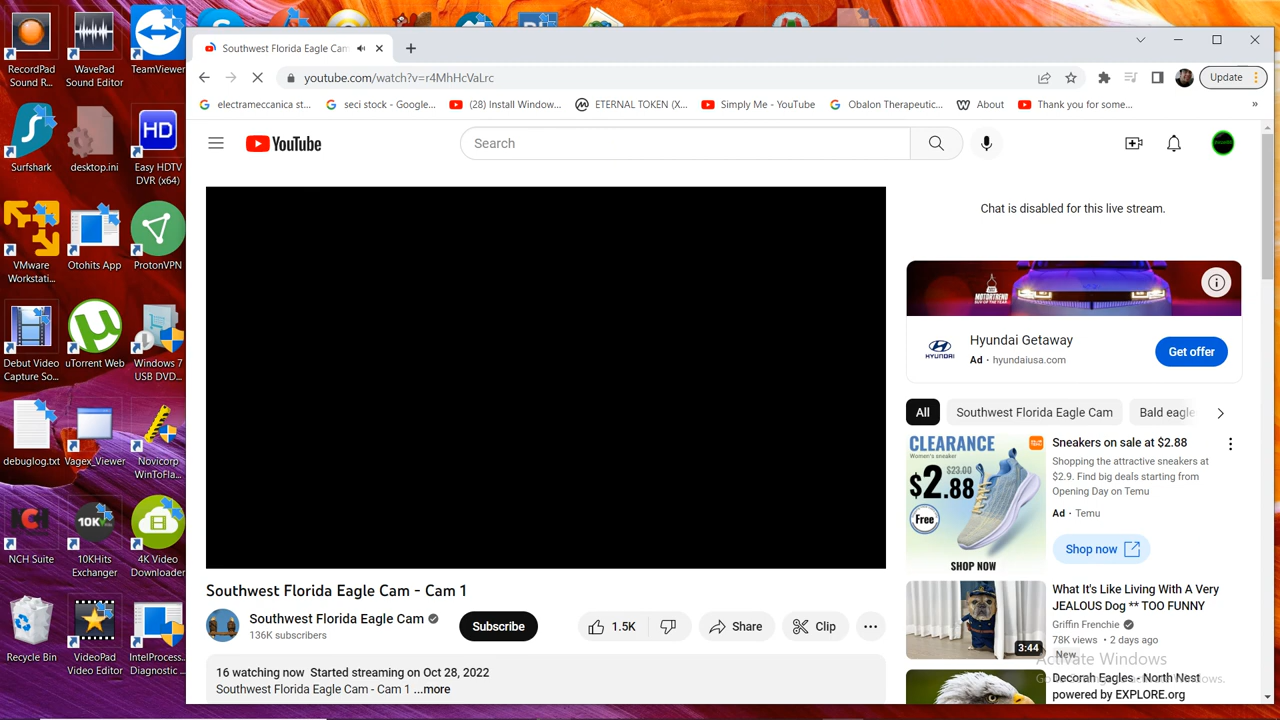 RecordPad
Sound R...
WavePad
Sound Editor
TeamViewer
Surfshark
desktop.ini
HD
Easy HDTV
DVR (x64)
VMware
Workstati...
Otohits App
ProtonVPN
Debut Video
Capture So...
uTorrent Web
Windows 7
USB DVD...
debuglog.txt
Vagex_Viewer
Novicorp
WinToFla...
NCH
NCH Suite
10K
10KHits
Exchanger
4K Video
Downloader
Recycle Bin
VideoPad
Video Editor
IntelProcess...
Diagnostic ...
Southwest Florida Eagle Cam
youtube.com/watch?v=r4MhHcVaLrc
Update
electrameccanica st...
seci stock - Google...
(28) Install Window...
ETERNAL TOKEN (X...
Simply Me - YouTube
Obalon Therapeutic...
About
Thank you for some...
»
YouTube
Search
Chat is disabled for this live stream.
MOTORTREND
SUV OF THE YEAR
HYUNDAI
Hyundai Getaway
Ad · hyundaiusa.com
Get offer
All
Southwest Florida Eagle Cam
Bald eagle
CLEARANCE
Women's sneaker
$23.00
$2.88
Free
SHOP NOW
Sneakers on sale at $2.88
Shopping the attractive sneakers at
$2.9. Find big deals starting from
Opening Day on Temu
Ad · Temu
Shop now
Southwest Florida Eagle Cam - Cam 1
Southwest Florida Eagle Cam
136K subscribers
Subscribe
1.5K
Share
Clip
16 watching now Started streaming on Oct 28, 2022
Southwest Florida Eagle Cam - Cam 1 ...more
3:44
What It's Like Living With A Very
JEALOUS Dog ** TOO FUNNY
Griffin Frenchie
78K views · 2 days ago
New
Activate Windows
Decorah Eagles - North Nest
powered by EXPLORE.org